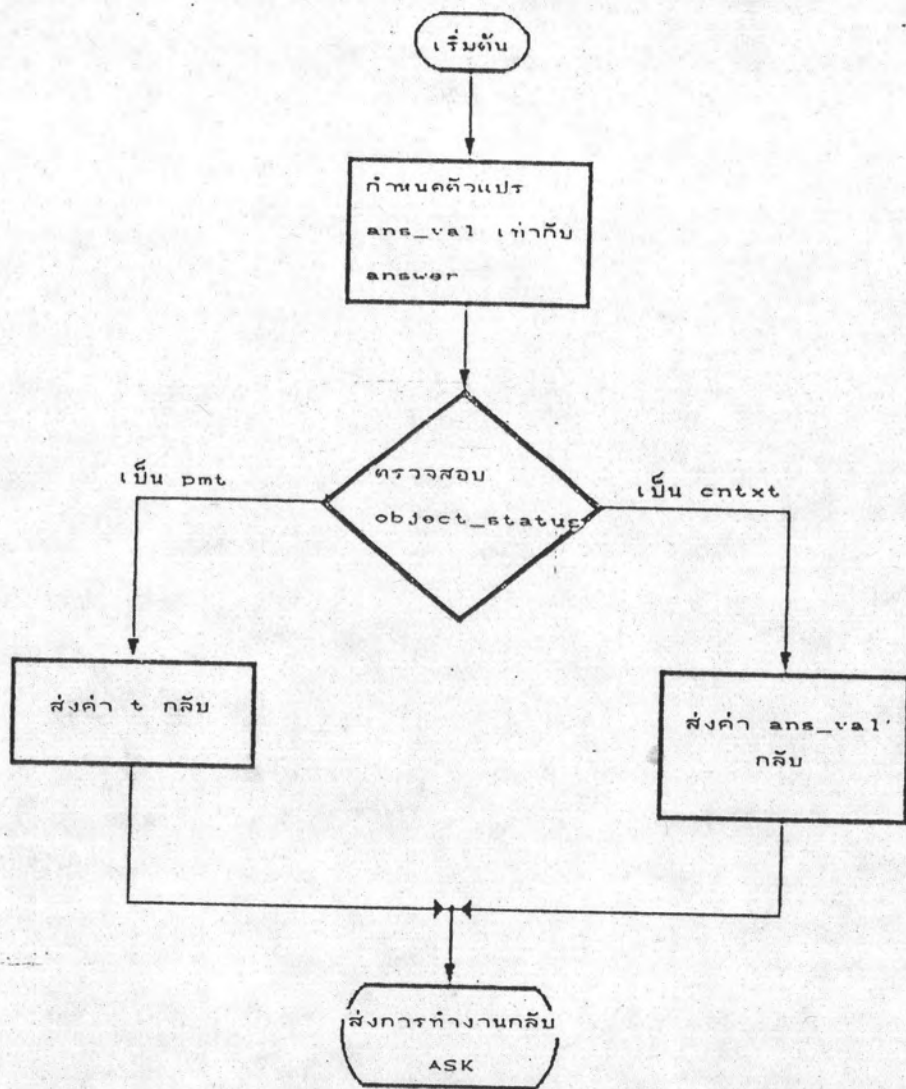 เริ่มต้น
กำหนดตัวแปร
ans_val เท่ากับ
answer
ตรวจสอบ
object_status
เป็น pmt
เป็น cntxt
ส่งค่า t กลับ
ส่งค่า ans_val
กลับ
ส่งการทำงานกลับ
ASK